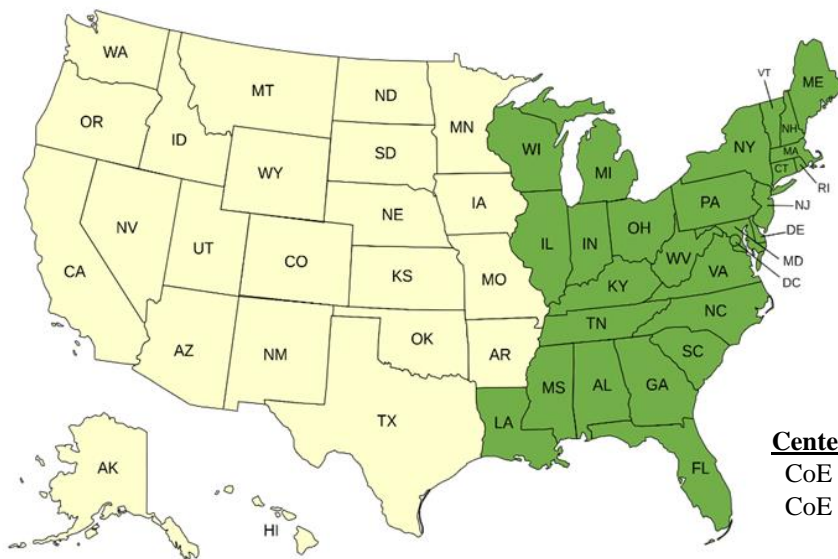 WA
MT
ND
MN
OR
ID
SD
WI
WY
MI
NY
VT
ME
NH
MA
CT
RI
NV
UT
NE
IA
PA
NJ
CA
CO
IL
IN
OH
DE
MD
DC
KS
MO
WV
VA
KY
AZ
NM
OK
AR
TN
NC
SC
TX
LA
MS
AL
GA
FL
AK
HI
Cente
CoE
CoE